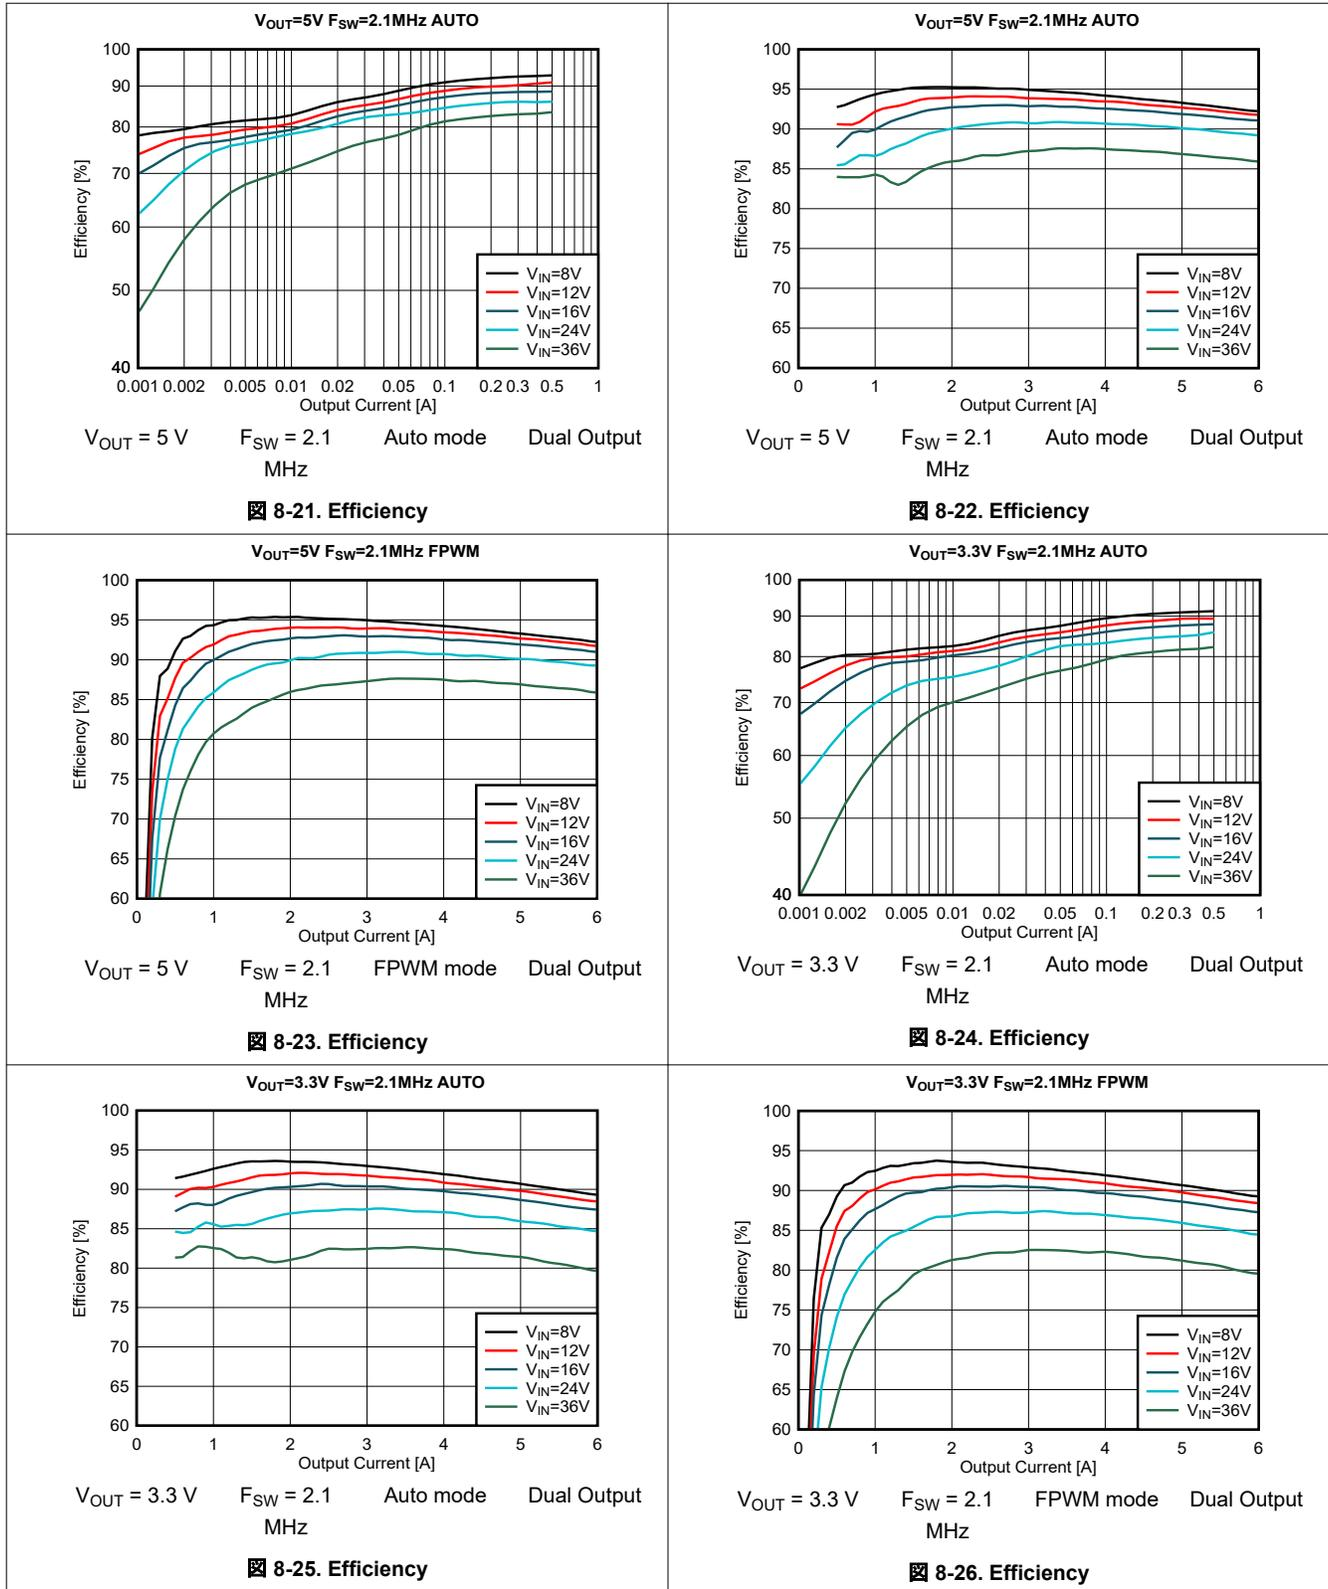 VOUT=5V FSW=2.1MHz AUTO
100
90
80
70
60
50
40
Efficiency [%]
VIN=8V
VIN=12V
VIN=16V
VIN=24V
VIN=36V
0.001 0.002 0.005 0.01 0.02 0.05 0.1 0.2 0.3 0.5 1
Output Current [A]
VOUT = 5 V FSW = 2.1 MHz Auto mode Dual Output
図 8-21. Efficiency
VOUT=5V FSW=2.1MHz AUTO
100
95
90
85
80
75
70
65
60
Efficiency [%]
VIN=8V
VIN=12V
VIN=16V
VIN=24V
VIN=36V
0 1 2 3 4 5 6
Output Current [A]
VOUT = 5 V FSW = 2.1 MHz Auto mode Dual Output
図 8-22. Efficiency
VOUT=5V FSW=2.1MHz FPWM
100
95
90
85
80
75
70
65
60
Efficiency [%]
VIN=8V
VIN=12V
VIN=16V
VIN=24V
VIN=36V
0 1 2 3 4 5 6
Output Current [A]
VOUT = 5 V FSW = 2.1 MHz FPWM mode Dual Output
図 8-23. Efficiency
VOUT=3.3V FSW=2.1MHz AUTO
100
90
80
70
60
50
40
Efficiency [%]
VIN=8V
VIN=12V
VIN=16V
VIN=24V
VIN=36V
0.001 0.002 0.005 0.01 0.02 0.05 0.1 0.2 0.3 0.5 1
Output Current [A]
VOUT = 3.3 V FSW = 2.1 MHz Auto mode Dual Output
図 8-24. Efficiency
VOUT=3.3V FSW=2.1MHz AUTO
100
95
90
85
80
75
70
65
60
Efficiency [%]
VIN=8V
VIN=12V
VIN=16V
VIN=24V
VIN=36V
0 1 2 3 4 5 6
Output Current [A]
VOUT = 3.3 V FSW = 2.1 MHz Auto mode Dual Output
図 8-25. Efficiency
VOUT=3.3V FSW=2.1MHz FPWM
100
95
90
85
80
75
70
65
60
Efficiency [%]
VIN=8V
VIN=12V
VIN=16V
VIN=24V
VIN=36V
0 1 2 3 4 5 6
Output Current [A]
VOUT = 3.3 V FSW = 2.1 MHz FPWM mode Dual Output
図 8-26. Efficiency